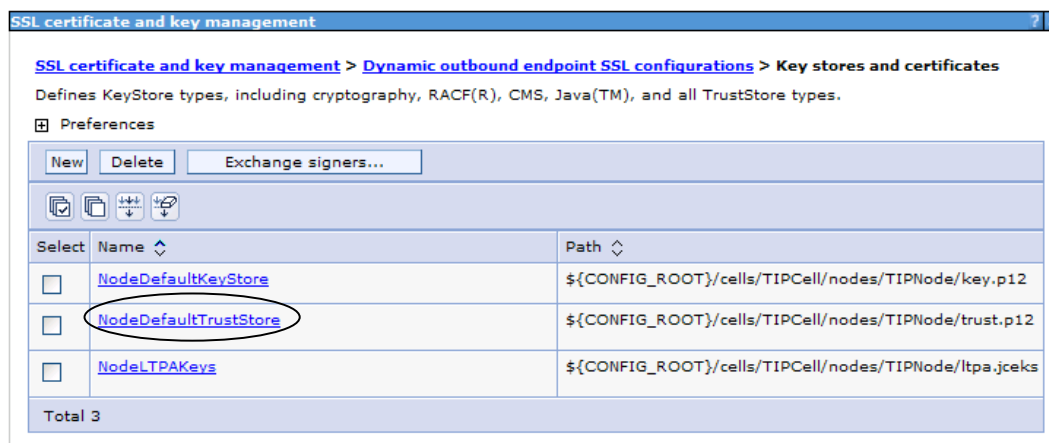 SSL certificate and key management ?
SSL certificate and key management > Dynamic outbound endpoint SSL configurations > Key stores and certificates
Defines KeyStore types, including cryptography, RACF(R), CMS, Java(TM), and all TrustStore types.
Preferences
New Delete Exchange signers...
Select Name Path
NodeDefaultKeyStore ${CONFIG_ROOT}/cells/TIPCell/nodes/TIPNode/key.p12
NodeDefaultTrustStore ${CONFIG_ROOT}/cells/TIPCell/nodes/TIPNode/trust.p12
NodeLTPAKeys ${CONFIG_ROOT}/cells/TIPCell/nodes/TIPNode/ltpa.jceks
Total 3